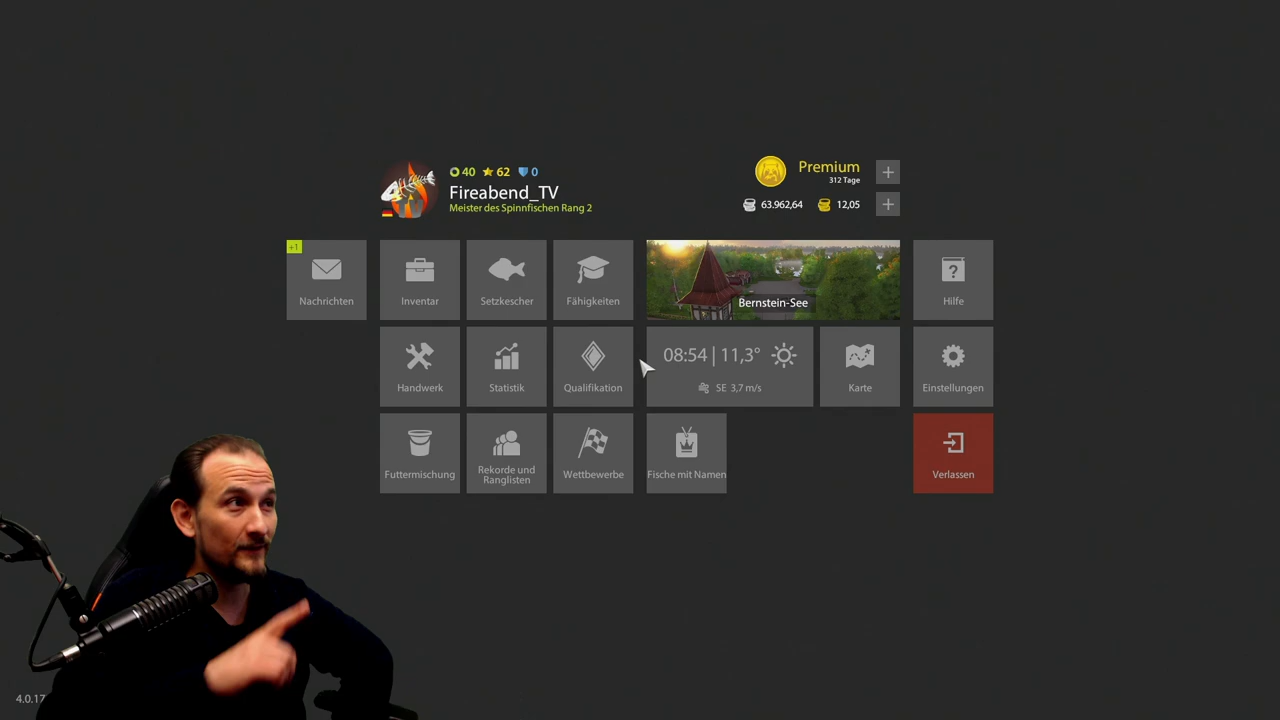 40 62 0
Fireabend_TV
Meister des Spinnfischen Rang 2
Premium
312 Tage
63.962,64 12,05
+1
Nachrichten
Inventar
Setzkescher
Fähigkeiten
Bernstein-See
Hilfe
Handwerk
Statistik
Qualifikation
08:54 | 11,3°
SE 3,7 m/s
Karte
Einstellungen
Futtermischung
Rekorde und
Ranglisten
Wettbewerbe
Fische mit Namen
Verlassen
4.0.17